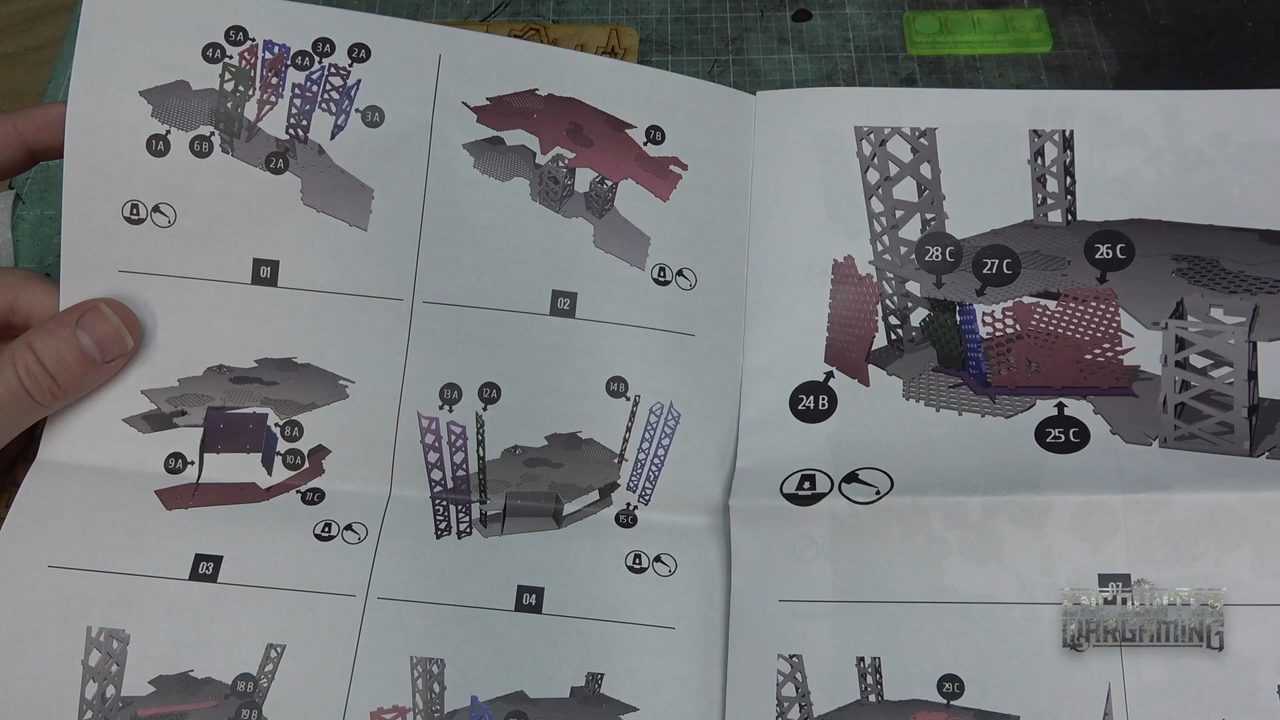 5A
4A
4A
3A
2A
3A
1A
6B
2A
01
7B
02
8A
9A
10A
11C
03
13A
12A
14B
15C
04
18B
19B
28C
27C
26C
24B
25C
07
29C
WARGAMING